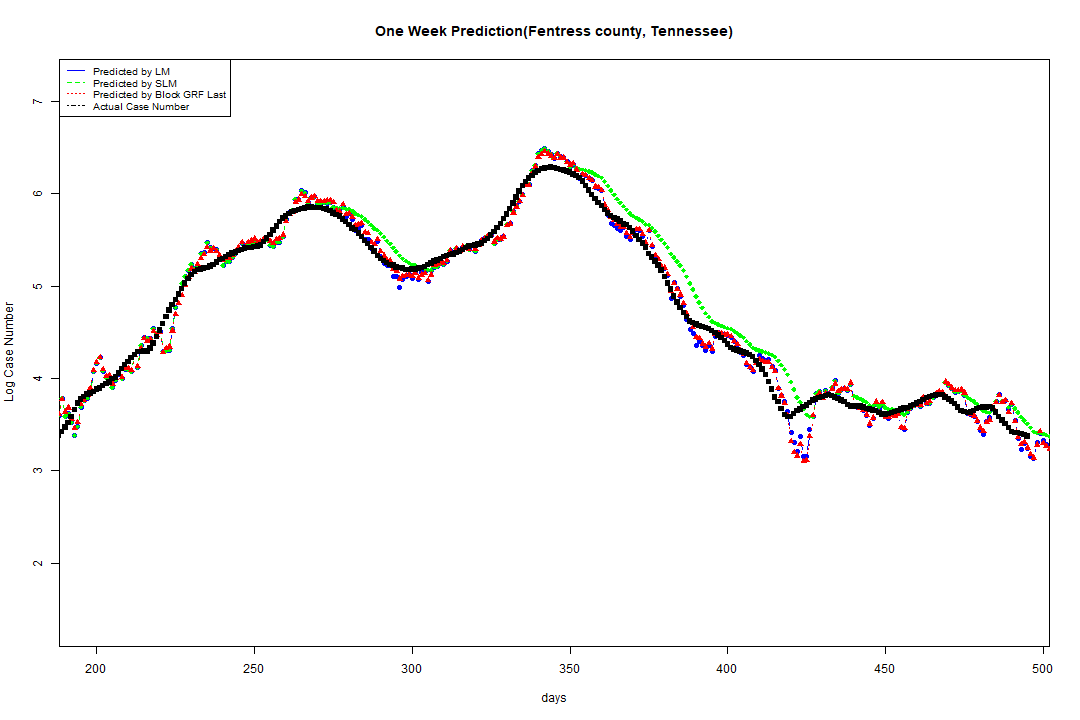 One Week Prediction(Fentress county, Tennessee)
Predicted by LM
Predicted by SLM
Predicted by Block GRF Last
Actual Case Number
7
6
5
4
3
2
Log Case Number
200 250 300 350 400 450 500
days